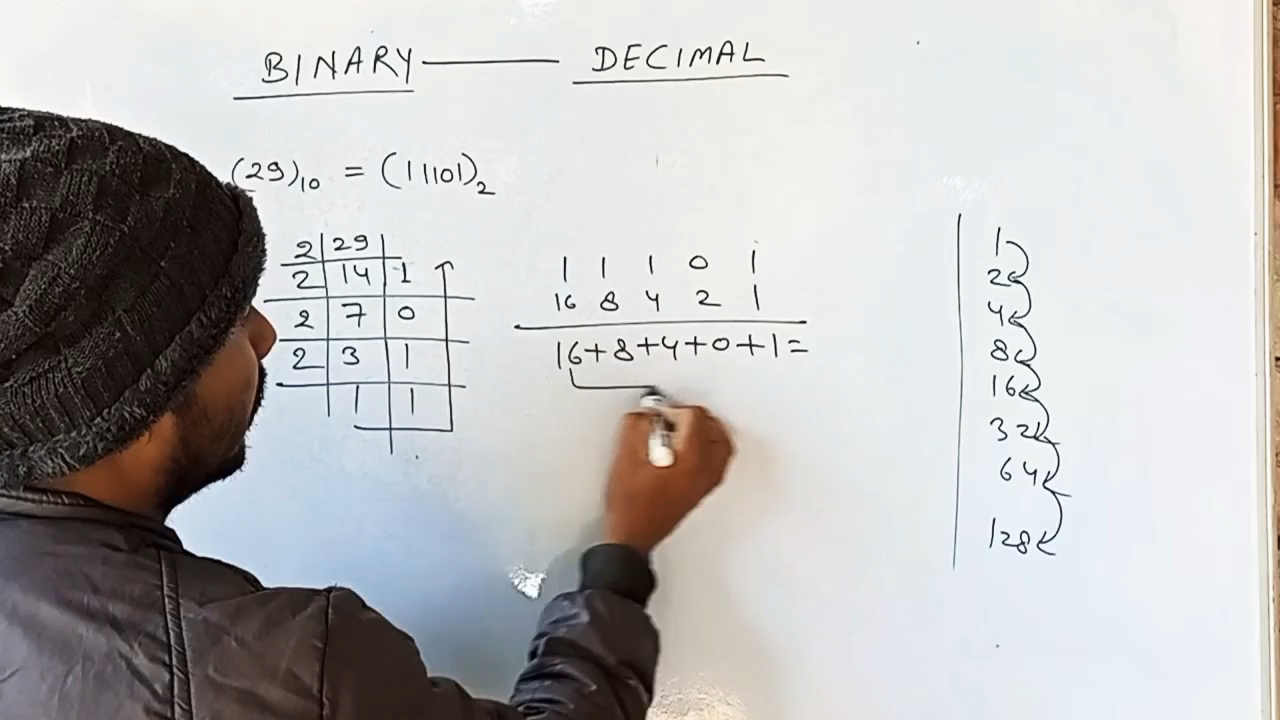 BINARY — DECIMAL
(29)10 = (11101)2
2 29
2 14 1
2 7 0
2 3 1
1 1
1 1 1 0 1
16 8 4 2 1
16+8+4+0+1=
1
2
4
8
16
32
64
128